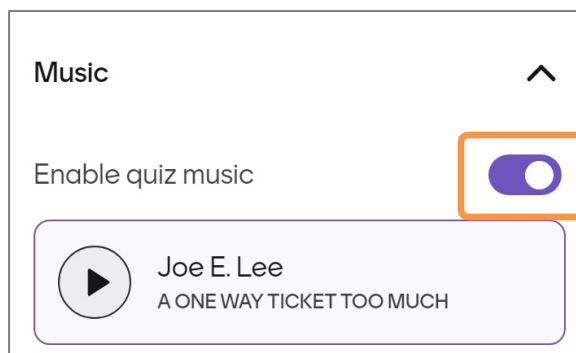 Music
Enable quiz music
Joe E. Lee
A ONE WAY TICKET TOO MUCH